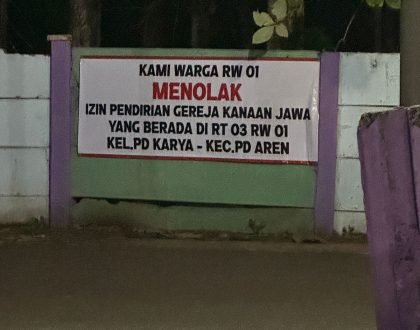 KAMI WARGA RW 01
MENOLAK
IZIN PENDIRIAN GEREJA KANAAN JAWA
YANG BERADA DI RT 03 RW 01
KEL.PD KARYA - KEC.PD AREN